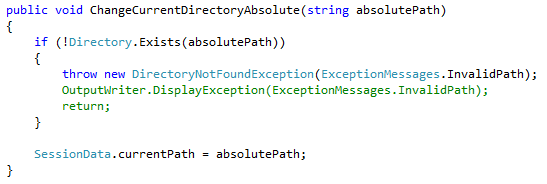 public void ChangeCurrentDirectoryAbsolute(string absolutePath)
{
    if (!Directory.Exists(absolutePath))
    {
        throw new DirectoryNotFoundException(ExceptionMessages.InvalidPath);
        OutputWriter.DisplayException(ExceptionMessages.InvalidPath);
        return;
    }

    SessionData.currentPath = absolutePath;
}